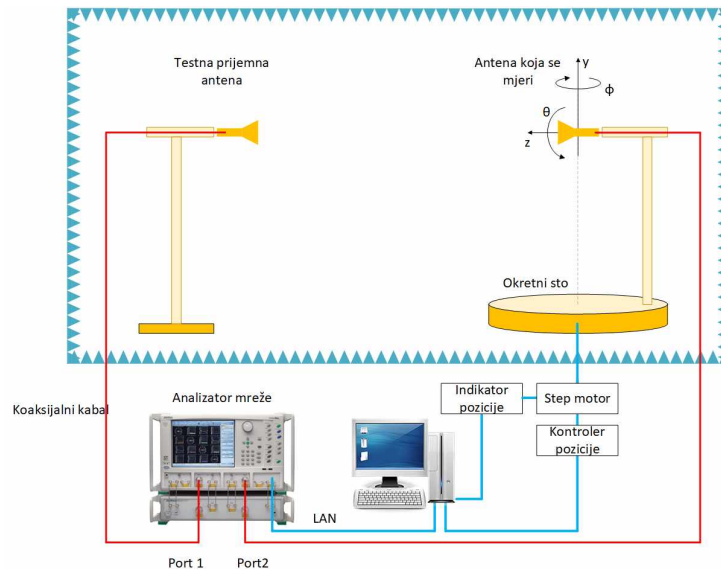 Testna prijemna
antena
Antena koja se
mjeri
y
ϕ
θ
z
Okretni sto
Koaksijalni kabal
Analizator mreže
Indikator
pozicije
Step motor
Kontroler
pozicije
LAN
Port 1
Port2